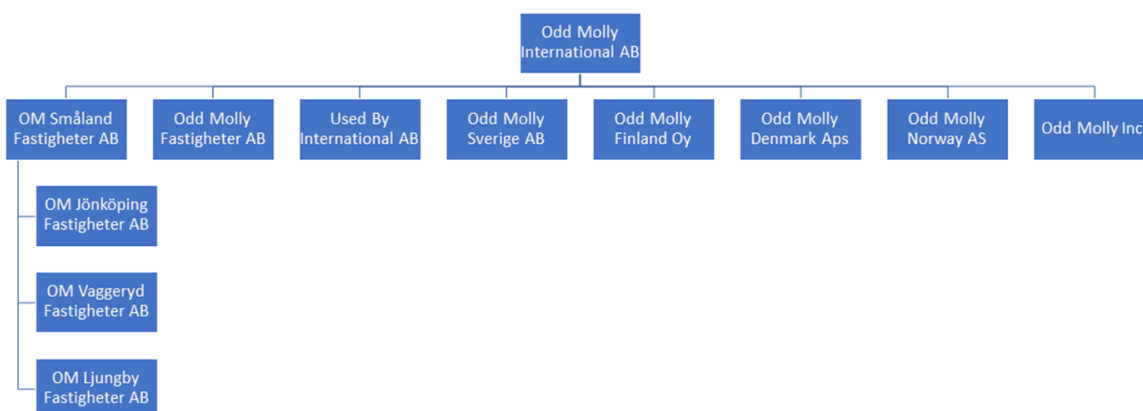 Odd Molly
International AB
OM Småland
Fastigheter AB
Odd Molly
Fastigheter AB
Used By
International AB
Odd Molly
Sverige AB
Odd Molly
Finland Oy
Odd Molly
Denmark Aps
Odd Molly
Norway AS
Odd Molly Inc
OM Jönköping
Fastigheter AB
OM Vaggeryd
Fastigheter AB
OM Ljungby
Fastigheter AB